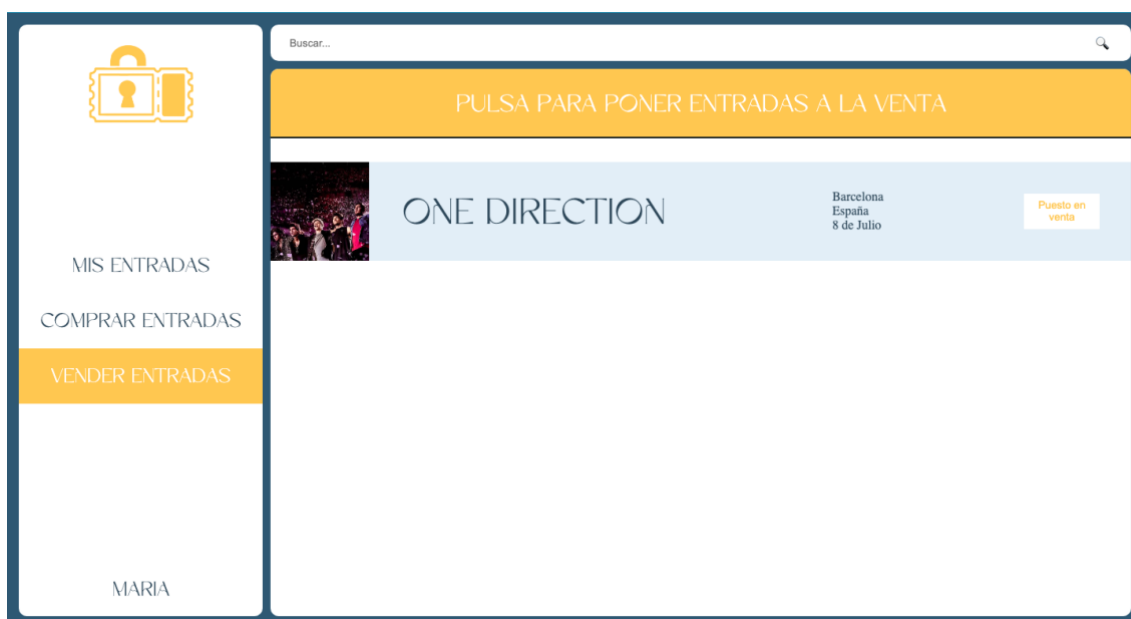 Buscar...
PULSA PARA PONER ENTRADAS A LA VENTA
ONE DIRECTION
Barcelona
España
8 de Julio
Puesto en
venta
MIS ENTRADAS
COMPRAR ENTRADAS
VENDER ENTRADAS
MARIA